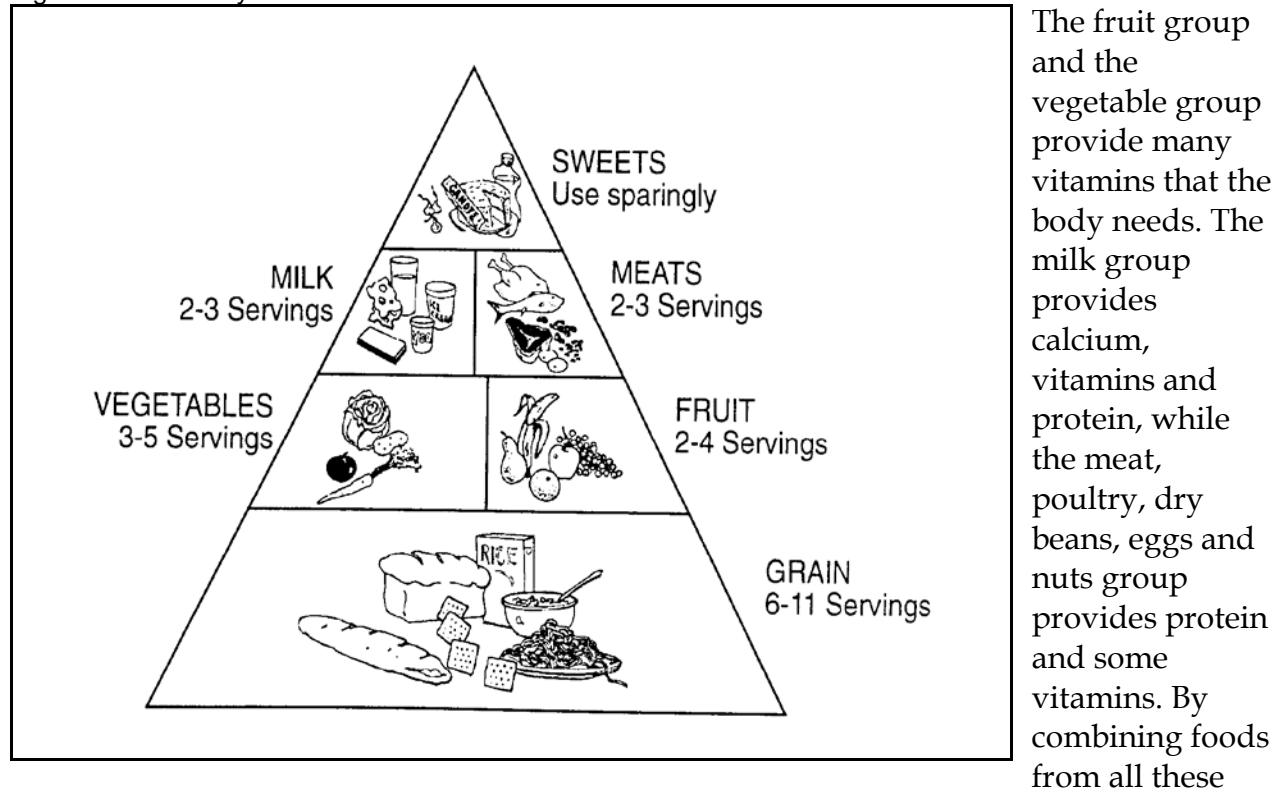 SWEETS
Use sparingly
MILK
2-3 Servings
MEATS
2-3 Servings
VEGETABLES
3-5 Servings
FRUIT
2-4 Servings
RICE
GRAIN
6-11 Servings
The fruit group
and the
vegetable group
provide many
vitamins that the
body needs. The
milk group
provides
calcium,
vitamins and
protein, while
the meat,
poultry, dry
beans, eggs and
nuts group
provides protein
and some
vitamins. By
combining foods
from all these